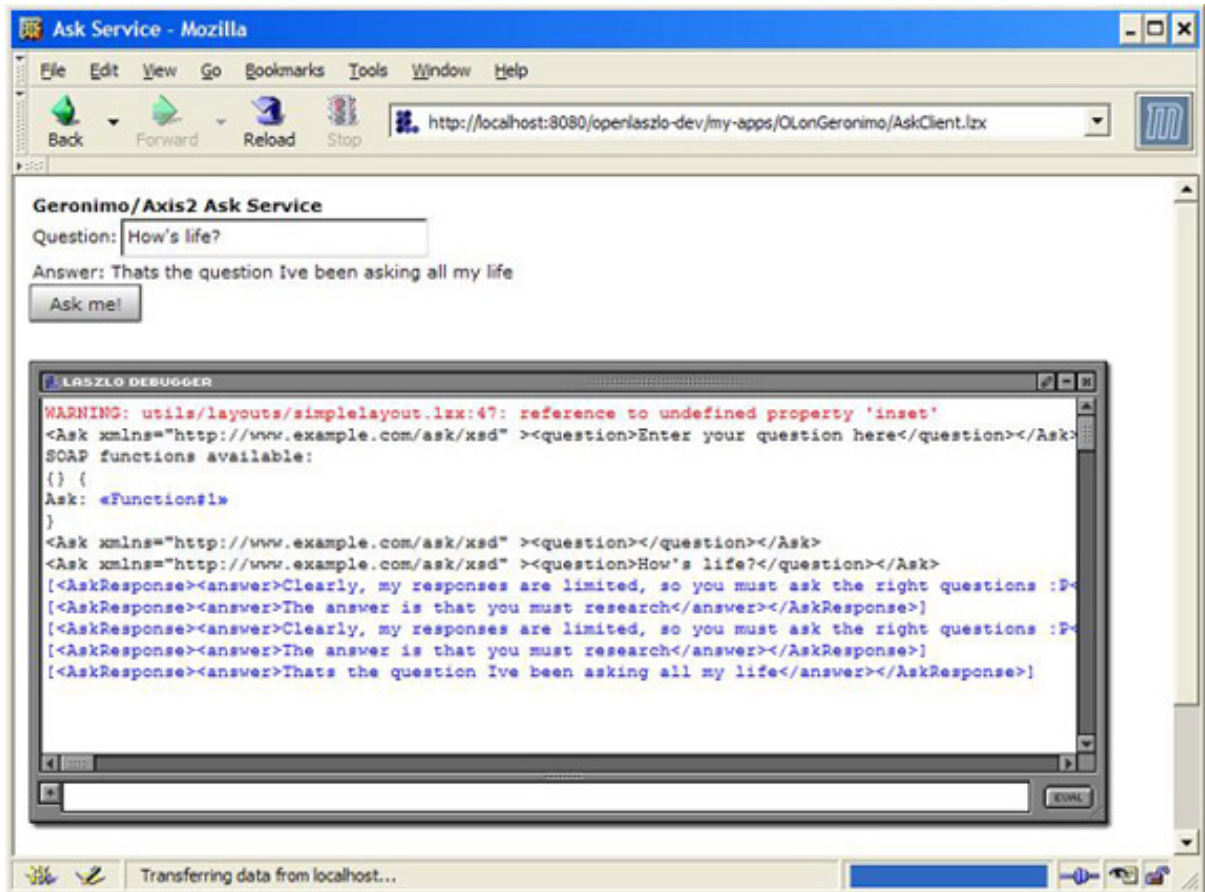 Ask Service - Mozilla
File Edit View Go Bookmarks Tools Window Help
Back Forward Reload Stop http://localhost:8080/openlaszlo-dev/my-apps/OLonGeronimo/AskClient.lzx
Geronimo/Axis2 Ask Service
Question: How's life?
Answer: Thats the question Ive been asking all my life
Ask me!
LASZLO DEBUGGER
WARNING: utils/layouts/simplelayout.lzx:47: reference to undefined property 'inset'
<Ask xmlns="http://www.example.com/ask/xsd" ><question>Enter your question here</question></Ask>
SOAP functions available:
{} {
Ask: «Function#1»
}
<Ask xmlns="http://www.example.com/ask/xsd" ><question></question></Ask>
<Ask xmlns="http://www.example.com/ask/xsd" ><question>How's life?</question></Ask>
[<AskResponse><answer>Clearly, my responses are limited, so you must ask the right questions :P<
[<AskResponse><answer>The answer is that you must research</answer></AskResponse>]
[<AskResponse><answer>Clearly, my responses are limited, so you must ask the right questions :P<
[<AskResponse><answer>The answer is that you must research</answer></AskResponse>]
[<AskResponse><answer>Thats the question Ive been asking all my life</answer></AskResponse>]
EVAL
Transferring data from localhost...